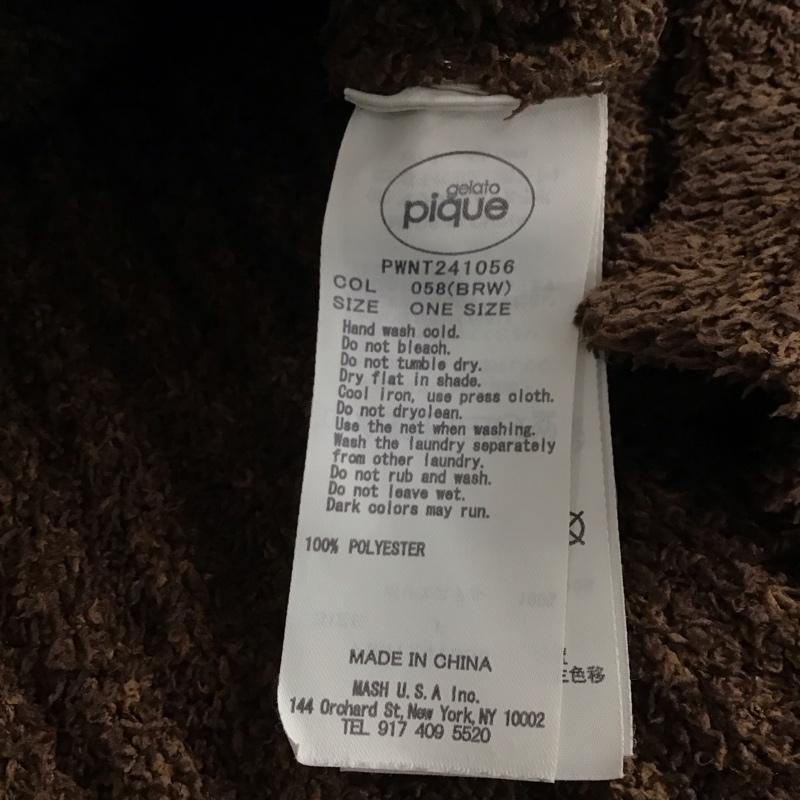 gelato
pique
PWNT241056
COL 058(BRW)
SIZE ONE SIZE
Hand wash cold.
Do not bleach.
Do not tumble dry.
Dry flat in shade.
Cool iron, use press cloth.
Do not dryclean.
Use the net when washing.
Wash the laundry separately
from other laundry.
Do not rub and wash.
Do not leave wet.
Dark colors may run.
100% POLYESTER
MADE IN CHINA
MASH U.S.A Inc.
144 Orchard St, New York, NY 10002
TEL 917 409 5520
色移